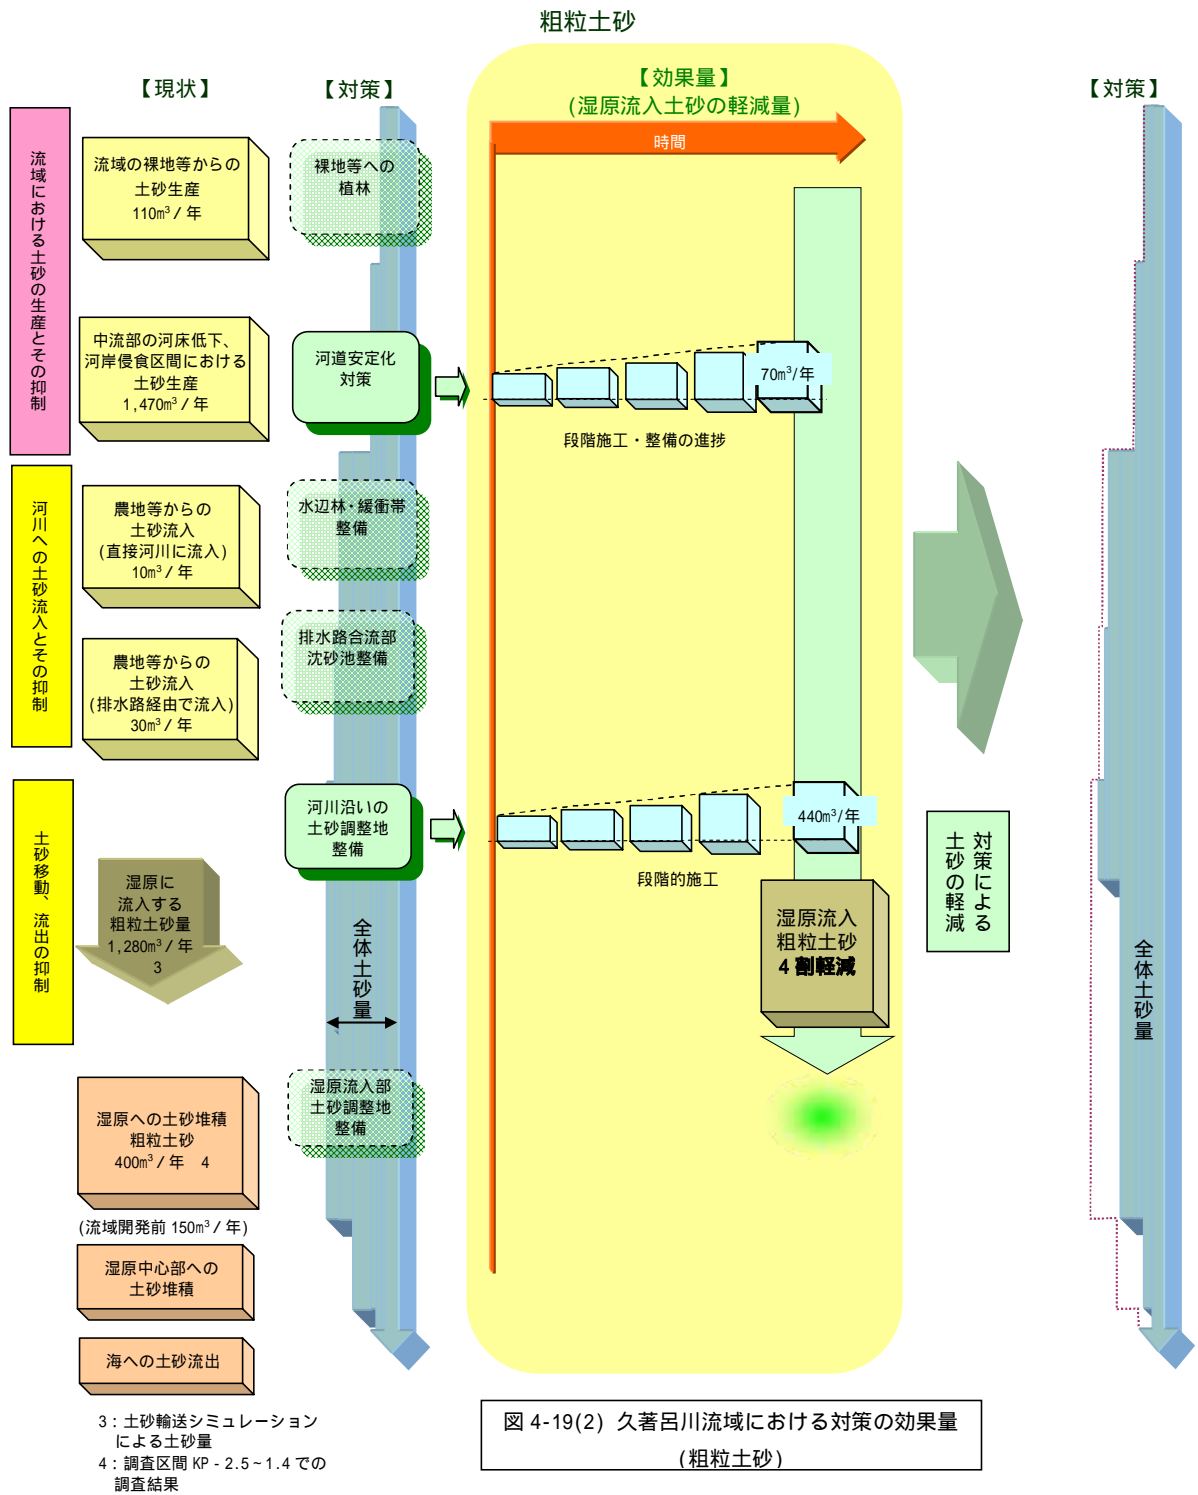 粗粒土砂
【現状】
【対策】
【効果量】
(湿原流入土砂の軽減量)
【対策】
時間
流域における土砂の生産とその抑制
流域の裸地等からの
土砂生産
110m³/年
裸地等への
植林
中流部の河床低下、
河岸侵食区間における
土砂生産
1,470m³/年
河道安定化
対策
70m³/年
段階施工・整備の進捗
河川への土砂流入とその抑制
農地等からの
土砂流入
(直接河川に流入)
10m³/年
水辺林・緩衝帯
整備
農地等からの
土砂流入
(排水路経由で流入)
30m³/年
排水路合流部
沈砂池整備
土砂移動、流出の抑制
河川沿いの
土砂調整地
整備
440m³/年
段階的施工
湿原に
流入する
粗粒土砂量
1,280m³/年
3
全体土砂量
湿原流入
粗粒土砂
4割軽減
対策による
土砂の軽減
全体土砂量
湿原への土砂堆積
粗粒土砂
400m³/年 4
湿原流入部
土砂調整地
整備
(流域開発前 150m³/年)
湿原中心部への
土砂堆積
海への土砂流出
3:土砂輸送シミュレーション
による土砂量
4:調査区間 KP-2.5~1.4での
調査結果
図 4-19(2) 久著呂川流域における対策の効果量
(粗粒土砂)